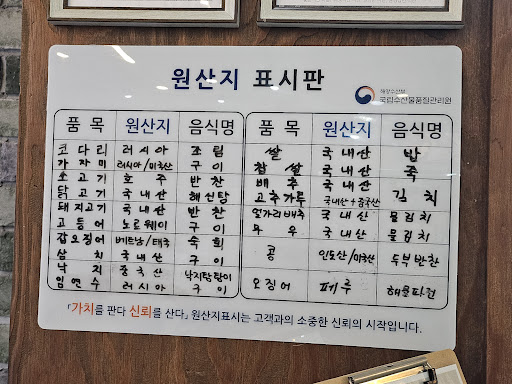 원산지 표시판
해양수산부
국립수산물품질관리원
품 목 원산지 음식명
코다리 러시아 조림
가자미 러시아/미국산 구이
소고기 호주 반찬
닭고기 국내산 해신탕
돼지고기 국내산 반찬
고등어 노르웨이 구이
갑오징어 베트남/태국 숙회
삼치 국내산 구이
낙지 중국산 낙지탕탕이
임연수 러시아 구이
품 목 원산지 음식명
쌀 국내산 밥
찹쌀 국내산 죽
배추 국내산 김치
고추가루 국내산+중국산
얼가리배추 국내산 물김치
무우 국내산 물김치
콩 인도산/미국산 두부반찬
오징어 페루 해물파전
「가치를 판다 신뢰를 산다」 원산지표시는 고객과의 소중한 신뢰의 시작입니다.